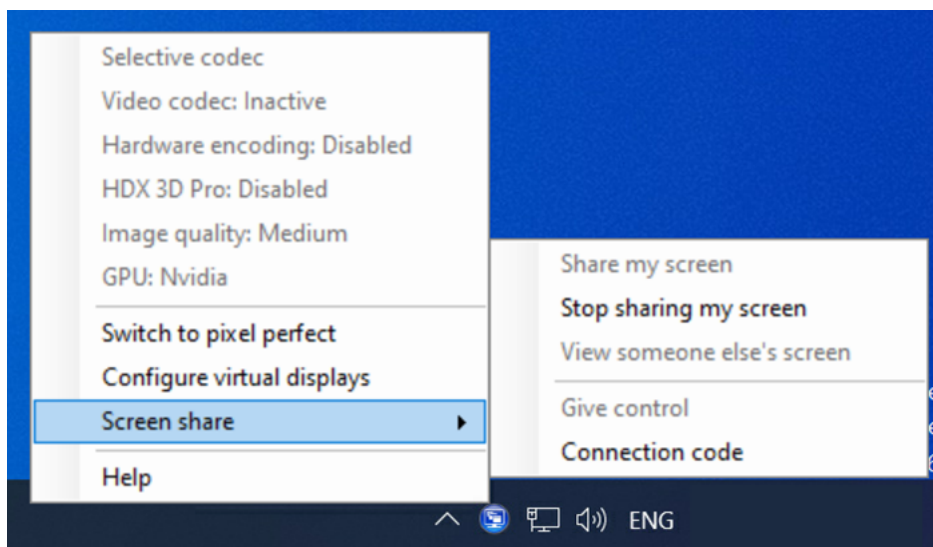 Selective codec
Video codec: Inactive
Hardware encoding: Disabled
HDX 3D Pro: Disabled
Image quality: Medium
GPU: Nvidia
Switch to pixel perfect
Configure virtual displays
Screen share
Help
Share my screen
Stop sharing my screen
View someone else's screen
Give control
Connection code
ENG